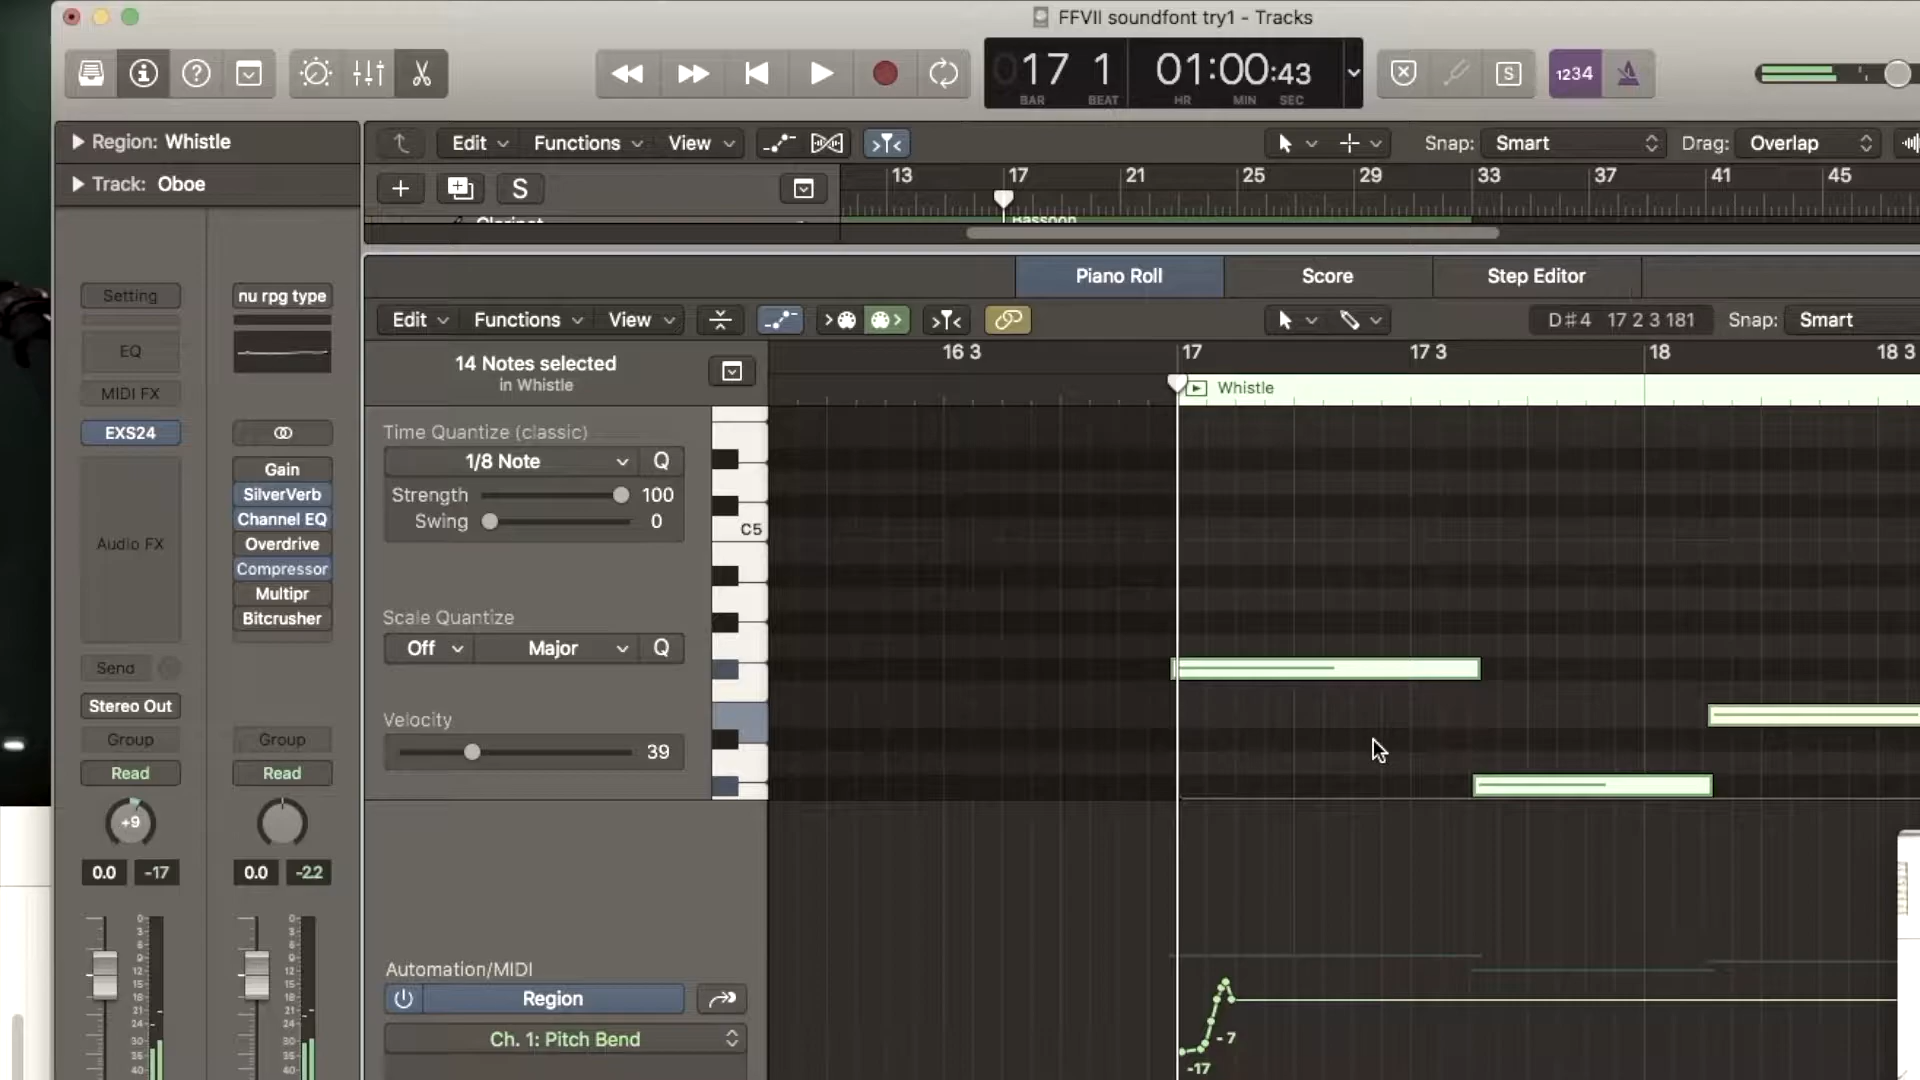 FFVII soundfont try1 - Tracks
1234
17 1 01:00:43
BAR BEAT HR MIN SEC
Region: Whistle
Edit Functions View Snap: Smart Drag: Overlap
Track: Oboe
S
13 17 21 25 29 33 37 41 45
Bassoon
Piano Roll Score Step Editor
Setting nu rpg type
Edit Functions View D#4 17 2 3 181 Snap: Smart
EQ
14 Notes selected
in Whistle
16 3 17 17 3 18 18 3
Whistle
MIDI FX
EXS24
Time Quantize (classic)
1/8 Note Q
Strength 100
Swing 0
C5
Gain
SilverVerb
Channel EQ
Audio FX
Overdrive
Compressor
Multipr
Bitcrusher
Scale Quantize
Off Major Q
Send
Stereo Out
Velocity
39
Group Group
Read Read
+9
0.0 -17 0.0 -22
Automation/MIDI
Region
Ch. 1: Pitch Bend
-7
-17